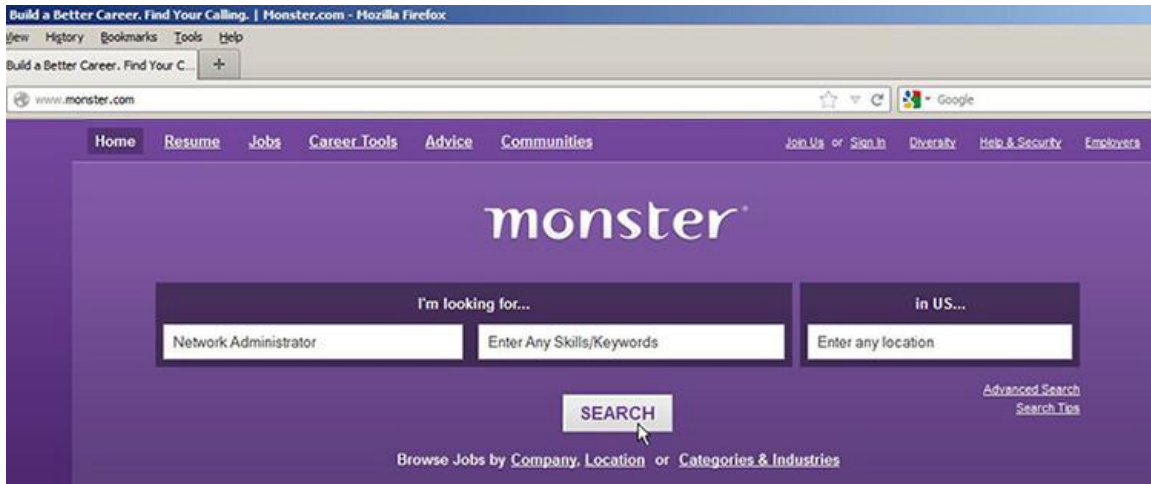 Build a Better Career. Find Your Calling. | Monster.com - Mozilla Firefox
View History Bookmarks Tools Help
Build a Better Career. Find Your C... +
www.monster.com Google
Home Resume Jobs Career Tools Advice Communities Join Us or Sign In Diversity Help & Security Employers
monster
I'm looking for... in US...
Network Administrator Enter Any Skills/Keywords Enter any location
Advanced Search
SEARCH Search Tips
Browse Jobs by Company, Location or Categories & Industries